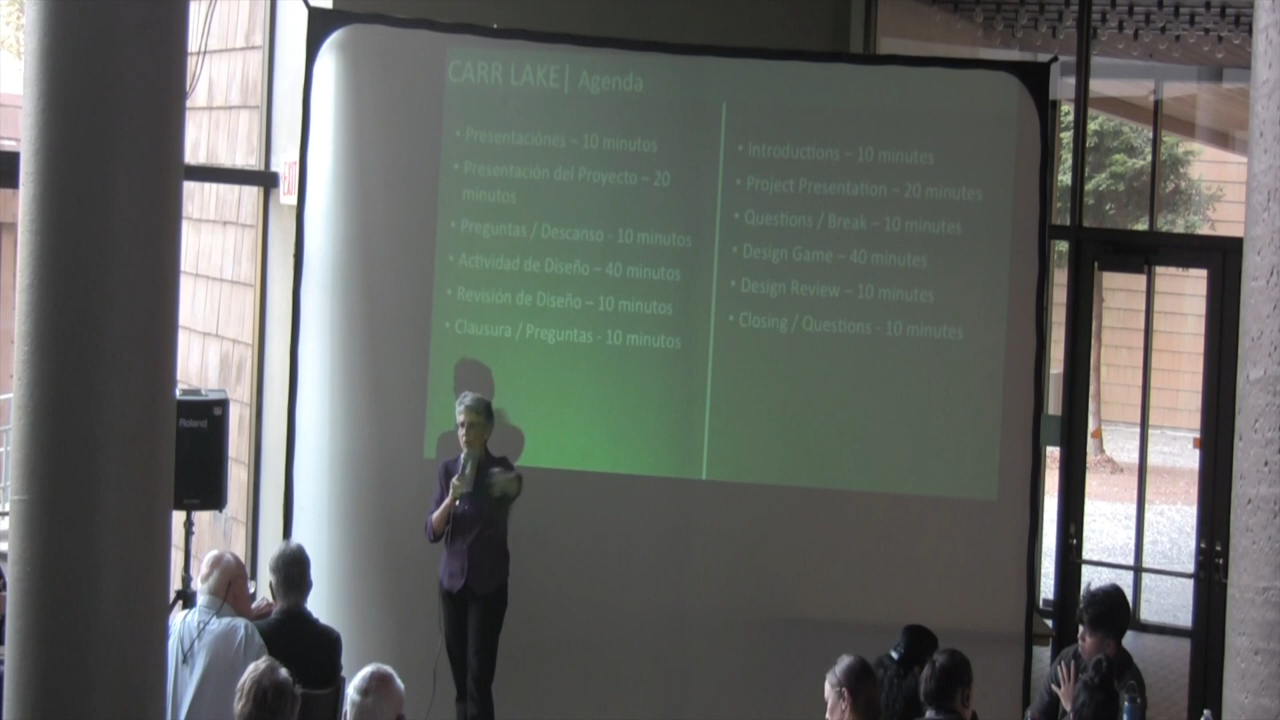 CARR LAKE| Agenda
• Presentaciónes – 10 minutos
• Presentación del Proyecto – 20
minutos
• Preguntas / Descanso - 10 minutos
• Actividad de Diseño – 40 minutos
• Revisión de Diseño – 10 minutos
• Clausura / Preguntas - 10 minutos
• Introductions – 10 minutes
• Project Presentation – 20 minutes
• Questions / Break – 10 minutes
• Design Game – 40 minutes
• Design Review – 10 minutes
• Closing / Questions - 10 minutes
EXIT
Roland